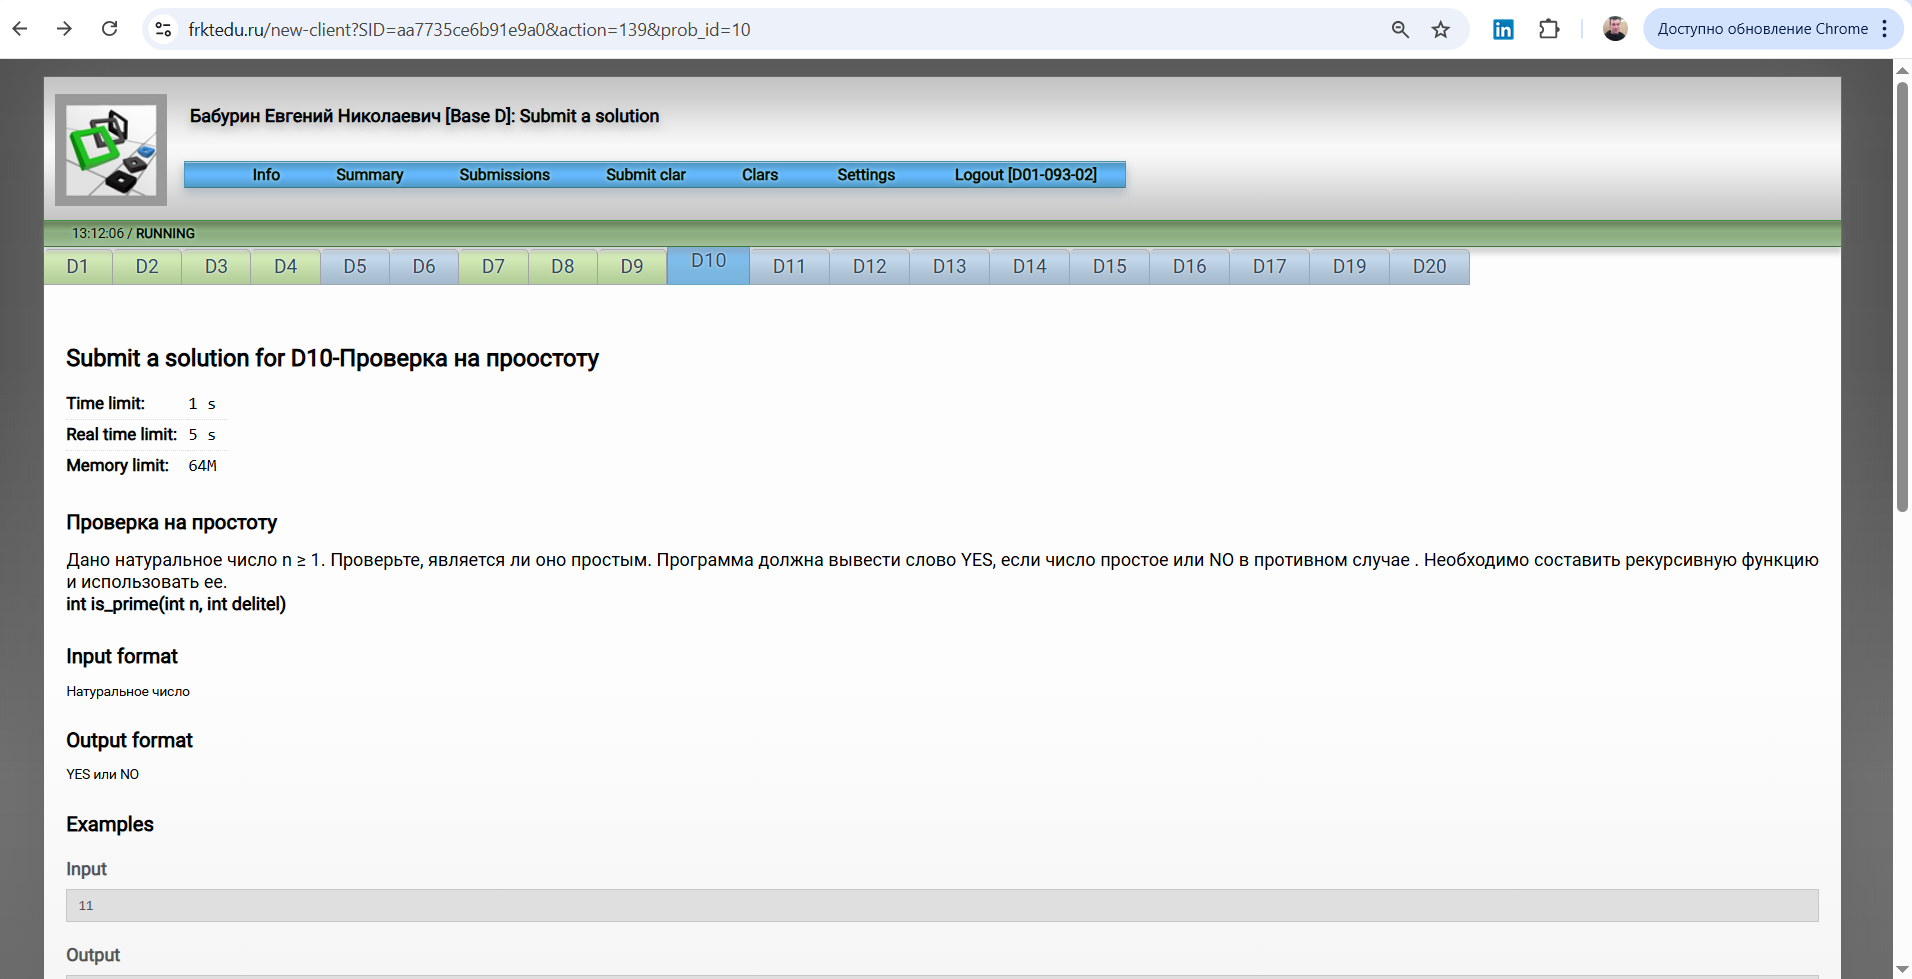 frktedu.ru/new-client?SID=aa7735ce6b91e9a0&action=139&prob_id=10
in
Доступно обновление Chrome
Бабурин Евгений Николаевич [Base D]: Submit a solution
Info Summary Submissions Submit clar Clars Settings Logout [D01-093-02]
13:12:06 / RUNNING
D1 D2 D3 D4 D5 D6 D7 D8 D9 D10 D11 D12 D13 D14 D15 D16 D17 D19 D20
Submit a solution for D10-Проверка на проостоту
Time limit: 1 s
Real time limit: 5 s
Memory limit: 64M
Проверка на простоту
Дано натуральное число n ≥ 1. Проверьте, является ли оно простым. Программа должна вывести слово YES, если число простое или NO в противном случае . Необходимо составить рекурсивную функцию
и использовать ее.
int is_prime(int n, int delitel)
Input format
Натуральное число
Output format
YES или NO
Examples
Input
11
Output